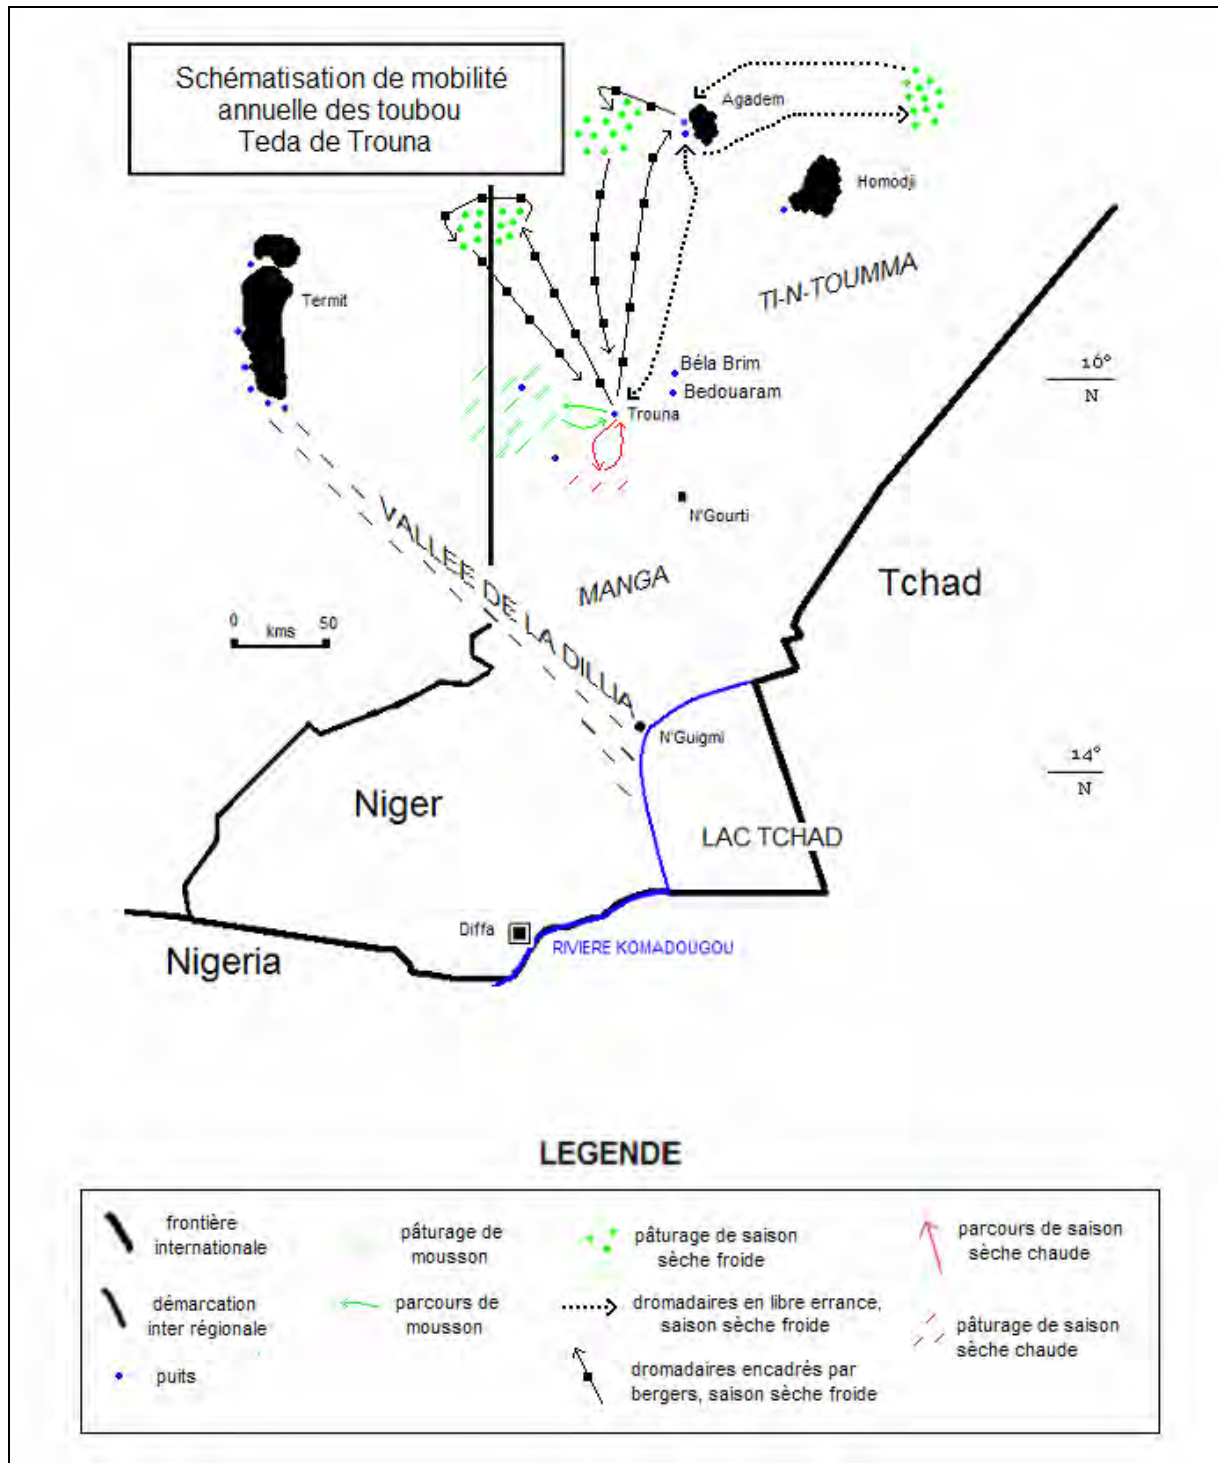 Schématisation de mobilité
annuelle des toubou
Teda de Trouna
Agadem
Homodji
Termit
TI-N-TOUMMA
Béla Brim
Bedouaram
16°
N
Trouna
N'Gourti
VALLEE DE LA DILLIA
MANGA
Tchad
0 50
kms
N'Guigmi
14°
N
Niger
LAC TCHAD
Diffa
RIVIERE KOMADOUGOU
Nigeria
LEGENDE
frontière
internationale
démarcation
inter régionale
puits
pâturage de
mousson
parcours de
mousson
pâturage de saison
sèche froide
dromadaires en libre errance,
saison sèche froide
dromadaires encadrés par
bergers, saison sèche froide
parcours de saison
sèche chaude
pâturage de saison
sèche chaude